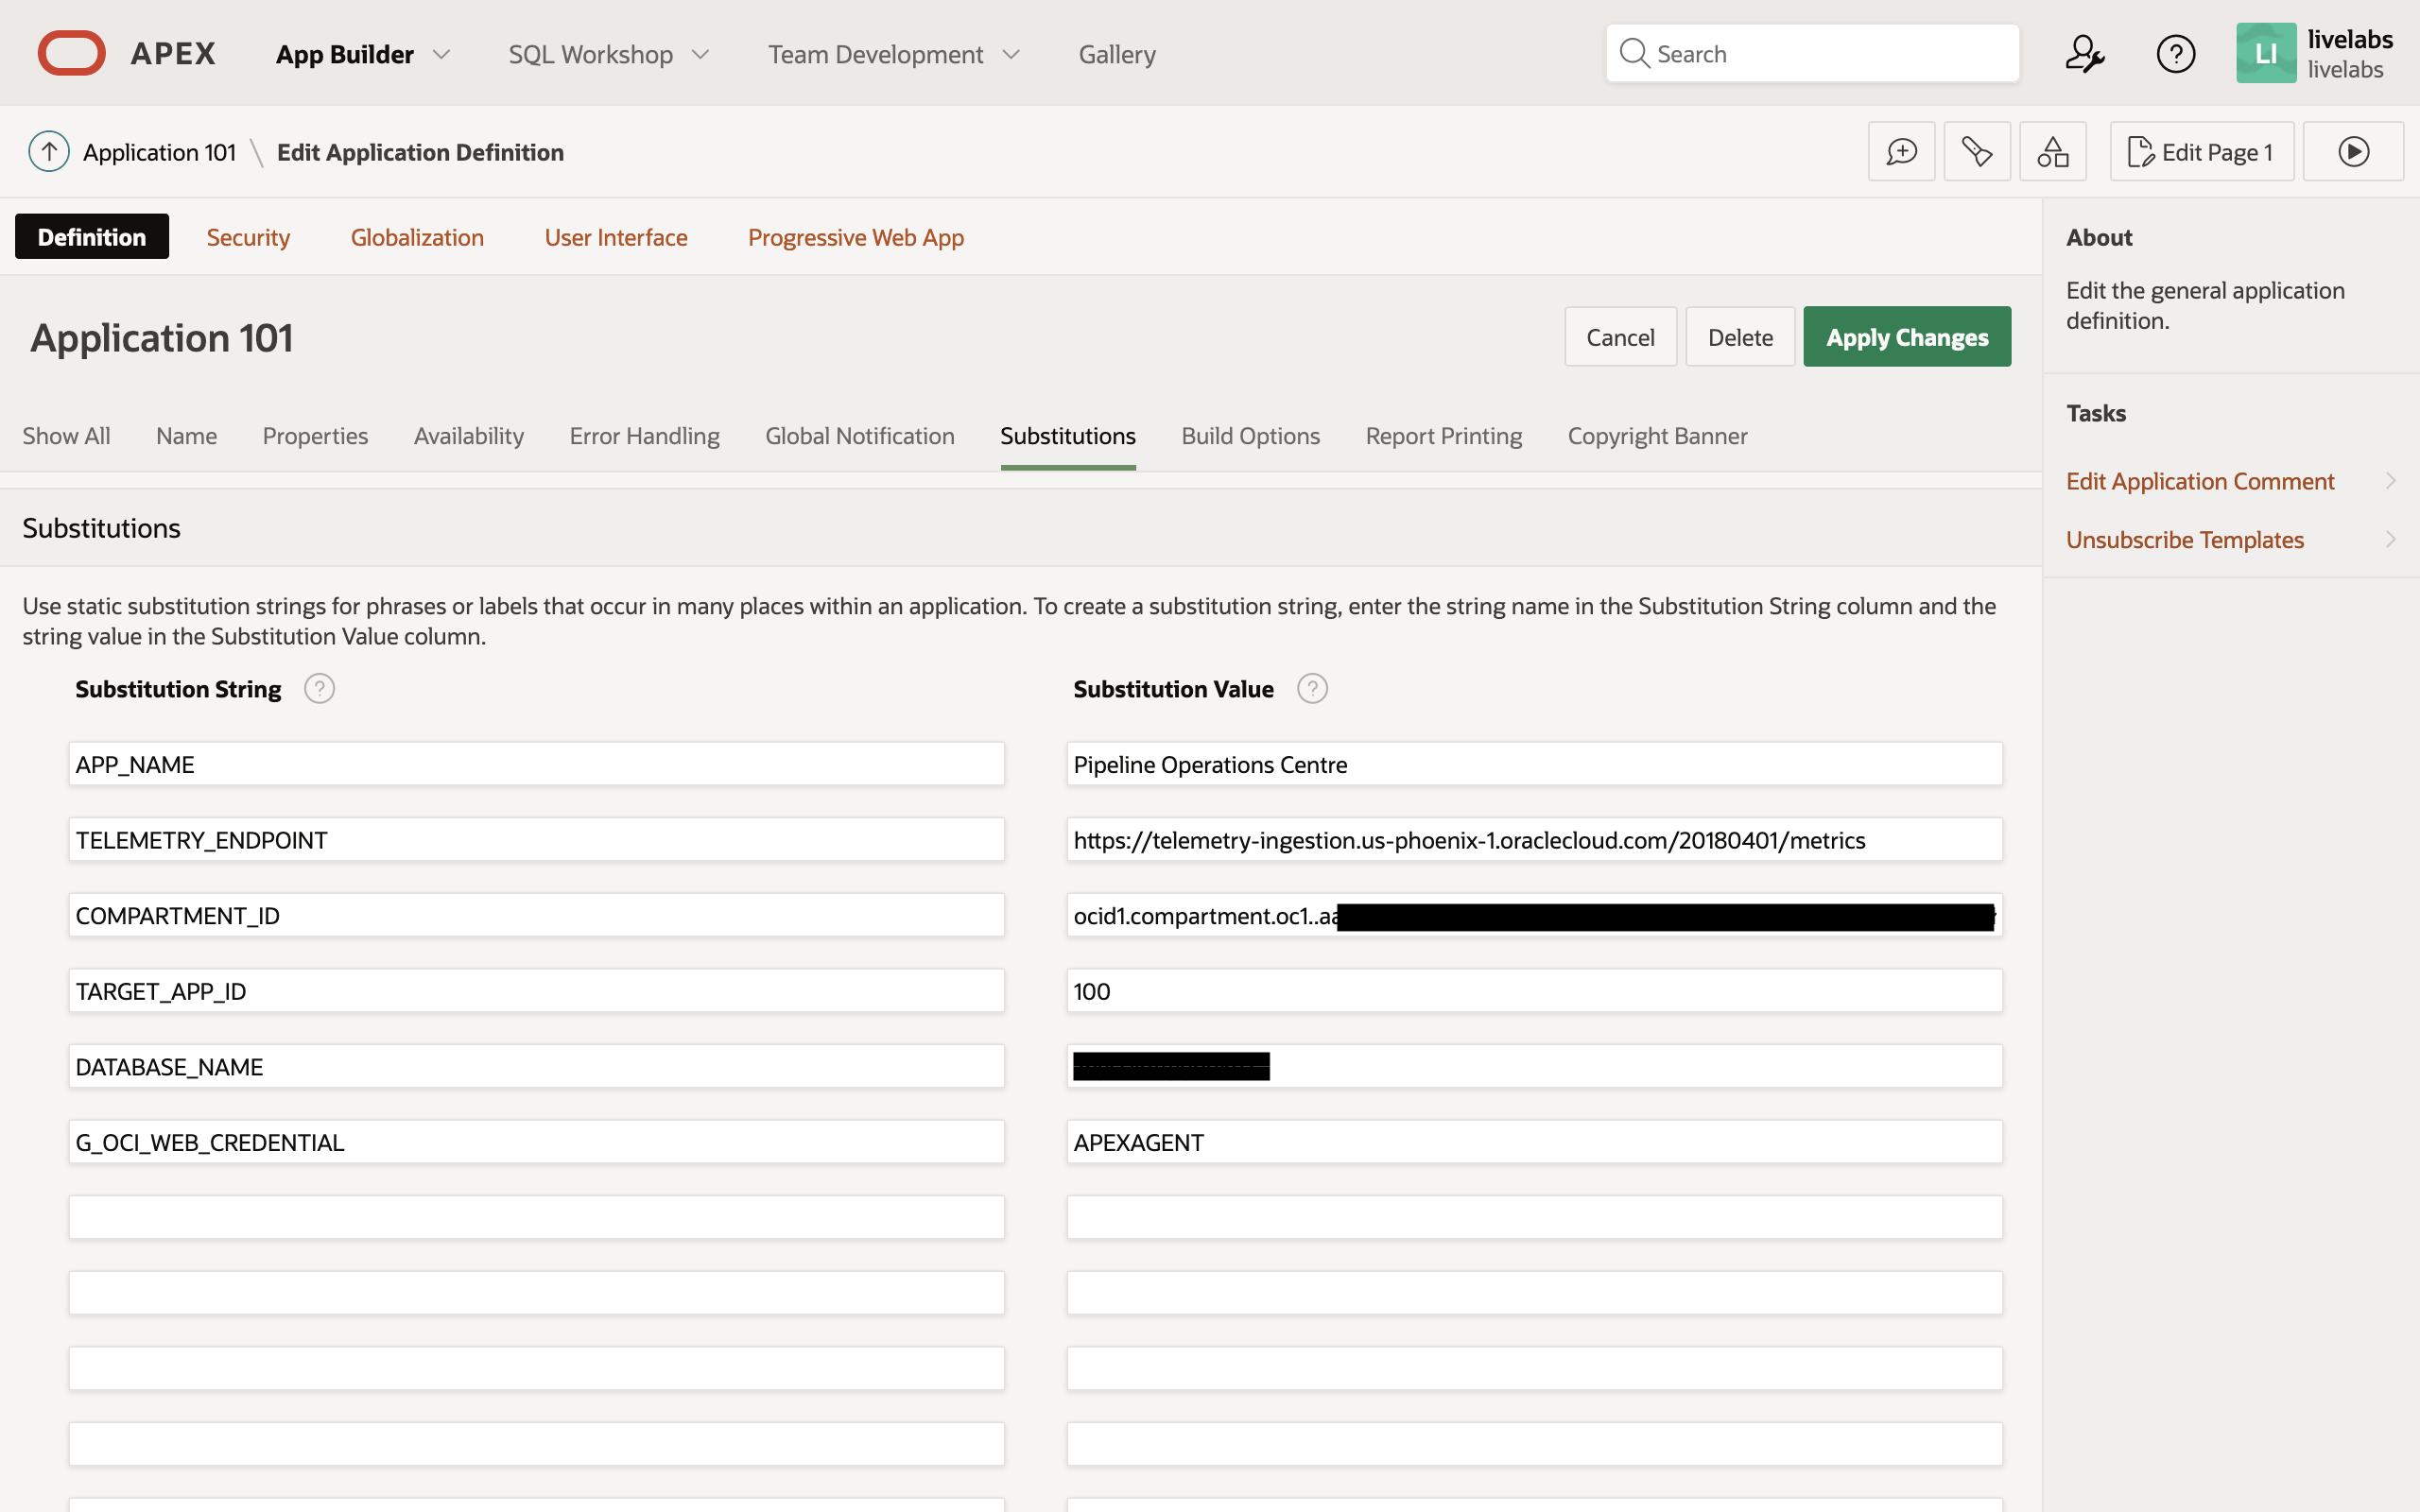 APEX App Builder SQL Workshop Team Development Gallery Search ? LI livelabs
livelabs
Application 101 \ Edit Application Definition Edit Page 1
Definition Security Globalization User Interface Progressive Web App
About
Edit the general application
definition.
Application 101 Cancel Delete Apply Changes
Tasks
Show All Name Properties Availability Error Handling Global Notification Substitutions Build Options Report Printing Copyright Banner
Edit Application Comment
Unsubscribe Templates
Substitutions
Use static substitution strings for phrases or labels that occur in many places within an application. To create a substitution string, enter the string name in the Substitution String column and the
string value in the Substitution Value column.
Substitution String ? Substitution Value ?
APP_NAME Pipeline Operations Centre
TELEMETRY_ENDPOINT https://telemetry-ingestion.us-phoenix-1.oraclecloud.com/20180401/metrics
COMPARTMENT_ID ocid1.compartment.oc1..aa
TARGET_APP_ID 100
DATABASE_NAME
G_OCI_WEB_CREDENTIAL APEXAGENT